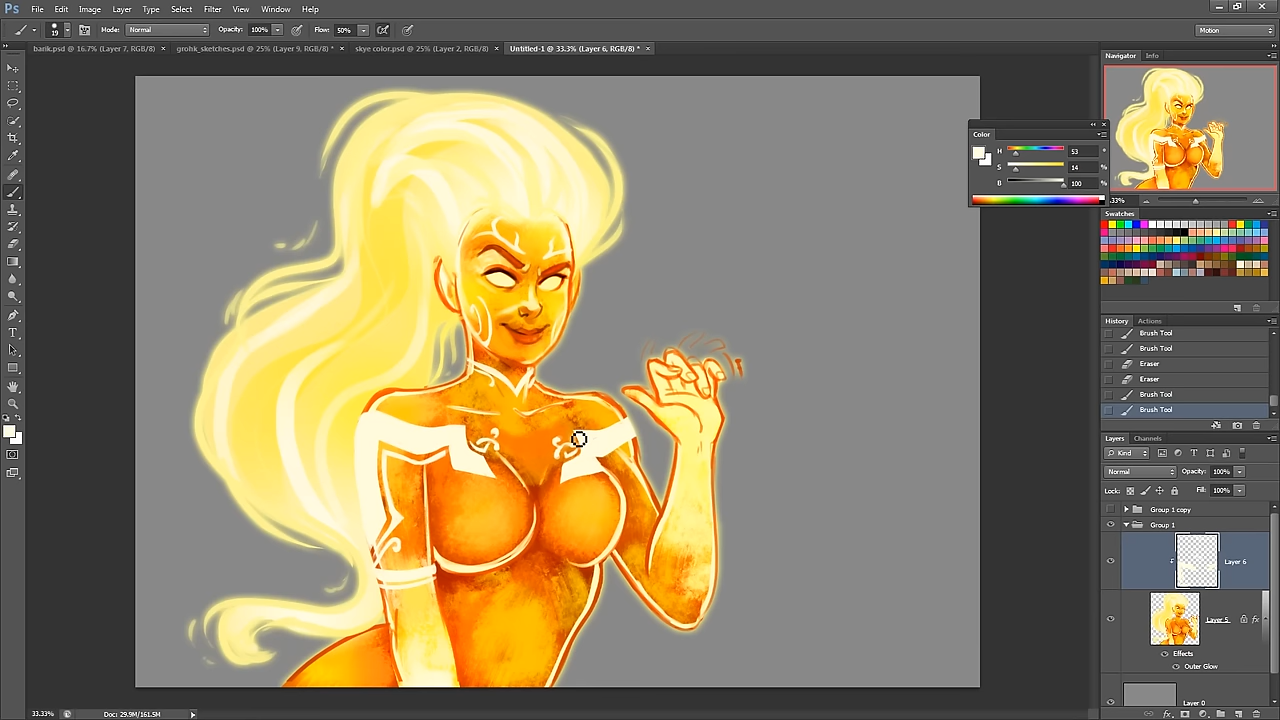 Ps File Edit Image Layer Type Select Filter View Window Help
19 Mode: Normal Opacity: 100% Flow: 50% Motion
barik.psd @ 16.7% (Layer 7, RGB/8) × grohk_sketches.psd @ 25% (Layer 9, RGB/8) * × skye color.psd @ 25% (Layer 2, RGB/8) × Untitled-1 @ 33.3% (Layer 6, RGB/8) * ×
Navigator Info
Color
H 53 °
S 14 %
B 100 %
33%
Swatches
History Actions
Brush Tool
Brush Tool
Eraser
Eraser
Brush Tool
Brush Tool
Layers Channels
Kind
Normal Opacity: 100%
Lock: Fill: 100%
Group 1 copy
Group 1
Layer 6
Layer 5 fx
Effects
Outer Glow
Layer 0
33.33% Doc: 29.9M/161.5M
fx